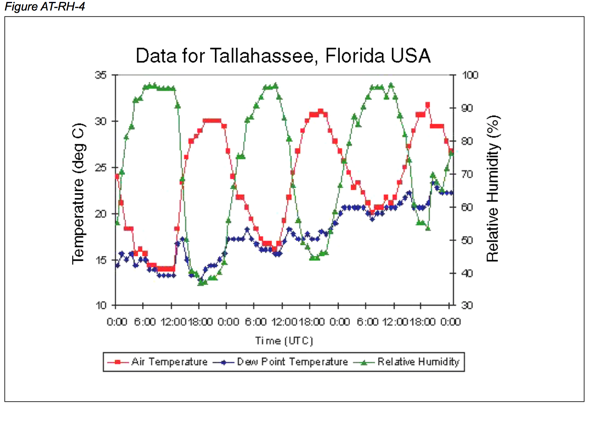 Figure AT-RH-4
Data for Tallahassee, Florida USA
35
30
25
20
15
10
Temperature (deg C)
100
90
80
70
60
50
40
30
Relative Humidity (%)
0:00 6:00 12:00 18:00 0:00 6:00 12:00 18:00 0:00 6:00 12:00 18:00 0:00
Time (UTC)
Air Temperature Dew Point Temperature Relative Humidity